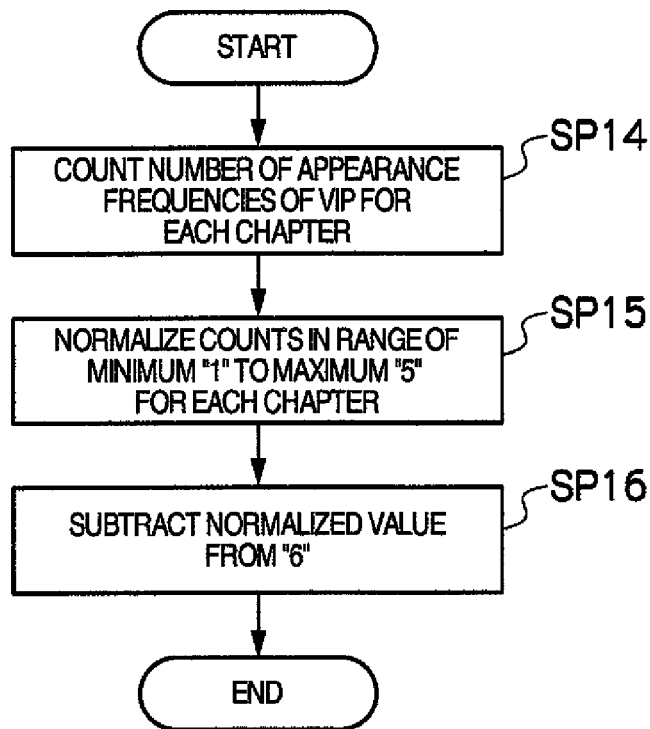 START
SP14
COUNT NUMBER OF APPEARANCE
FREQUENCIES OF VIP FOR
EACH CHAPTER
SP15
NORMALIZE COUNTS IN RANGE OF
MINIMUM "1" TO MAXIMUM "5"
FOR EACH CHAPTER
SP16
SUBTRACT NORMALIZED VALUE
FROM "6"
END